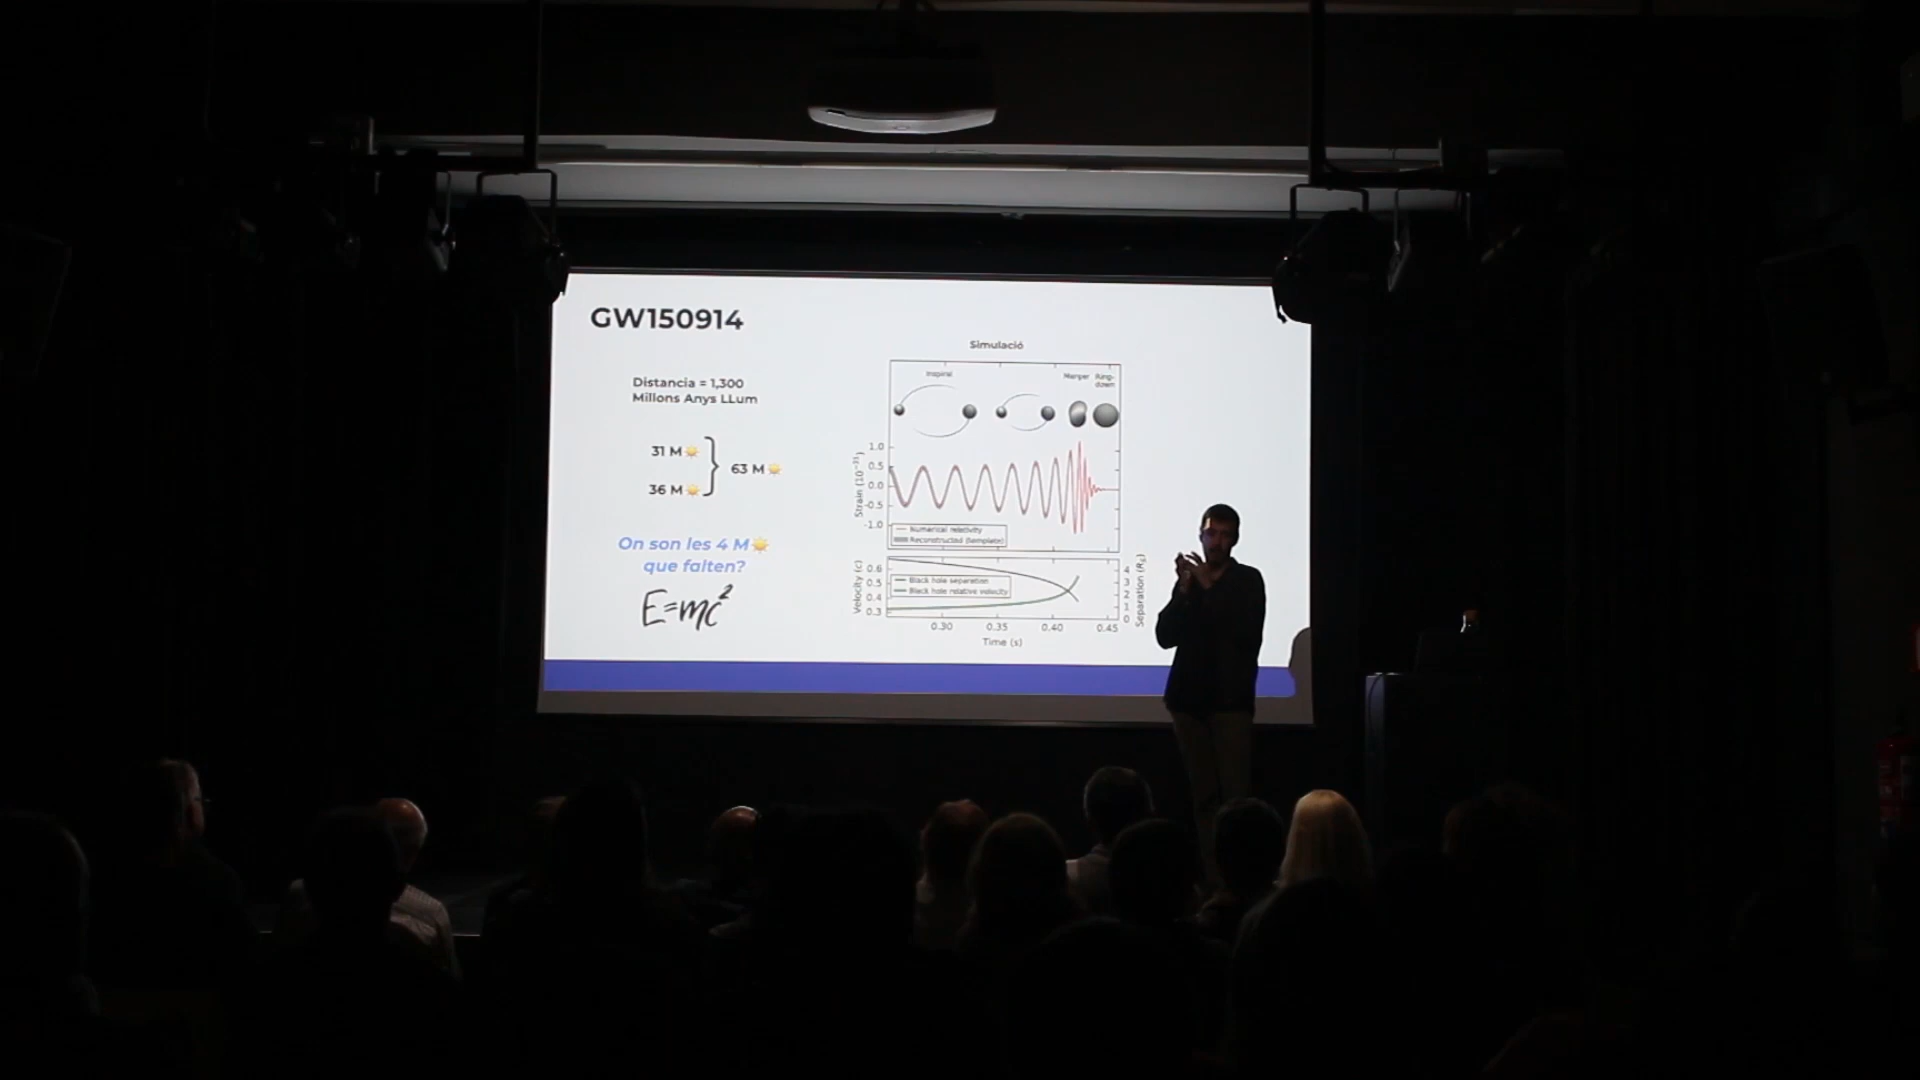 GW150914
Distancia = 1,300
Millons Anys LLum
31 M
36 M
63 M
On son les 4 M
que falten?
E=mc²
Simulació
Inspiral
Merger
Ring-
down
Strain (10⁻²¹)
1.0
0.5
0.0
-0.5
-1.0
Numerical relativity
Reconstructed (template)
Velocity (c)
0.6
0.5
0.4
0.3
Black hole separation
Black hole relative velocity
4
3
2
1
0
Separation (Rₛ)
0.30
0.35
0.40
0.45
Time (s)